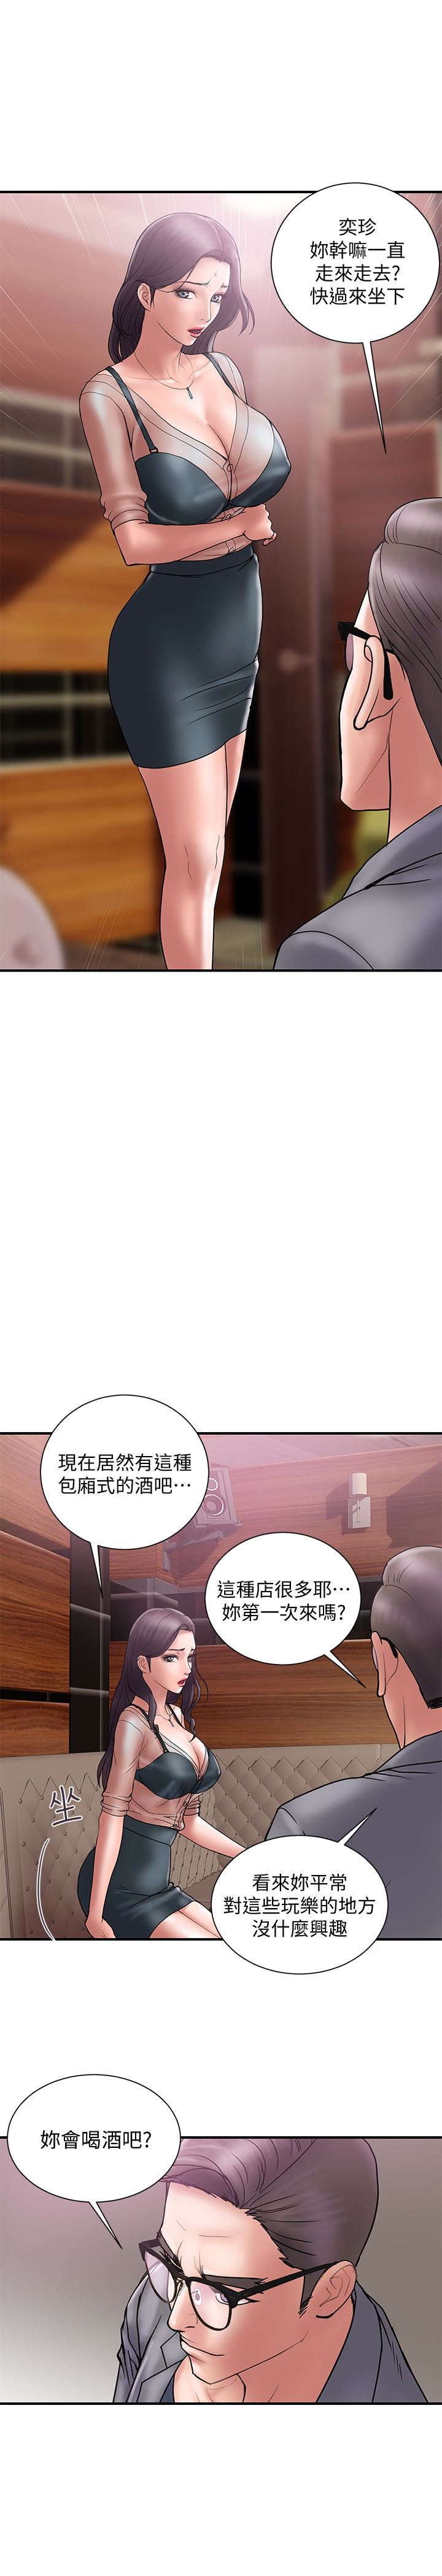 奕珍
妳幹嘛一直
走來走去?
快過來坐下
現在居然有這種
包廂式的酒吧…
這種店很多耶…
妳第一次來嗎?
坐
看來妳平常
對這些玩樂的地方
沒什麼興趣
妳會喝酒吧?